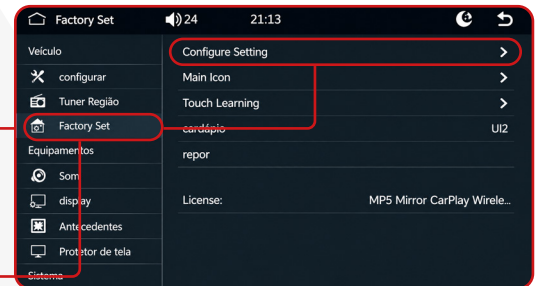 Factory Set 24 21:13
Veículo
configurar
Tuner Região
Factory Set
Equipamentos
Som
display
Antecedentes
Protetor de tela
Sistema
Configure Setting
Main Icon
Touch Learning
cardápio UI2
repor
License: MP5 Mirror CarPlay Wirele...